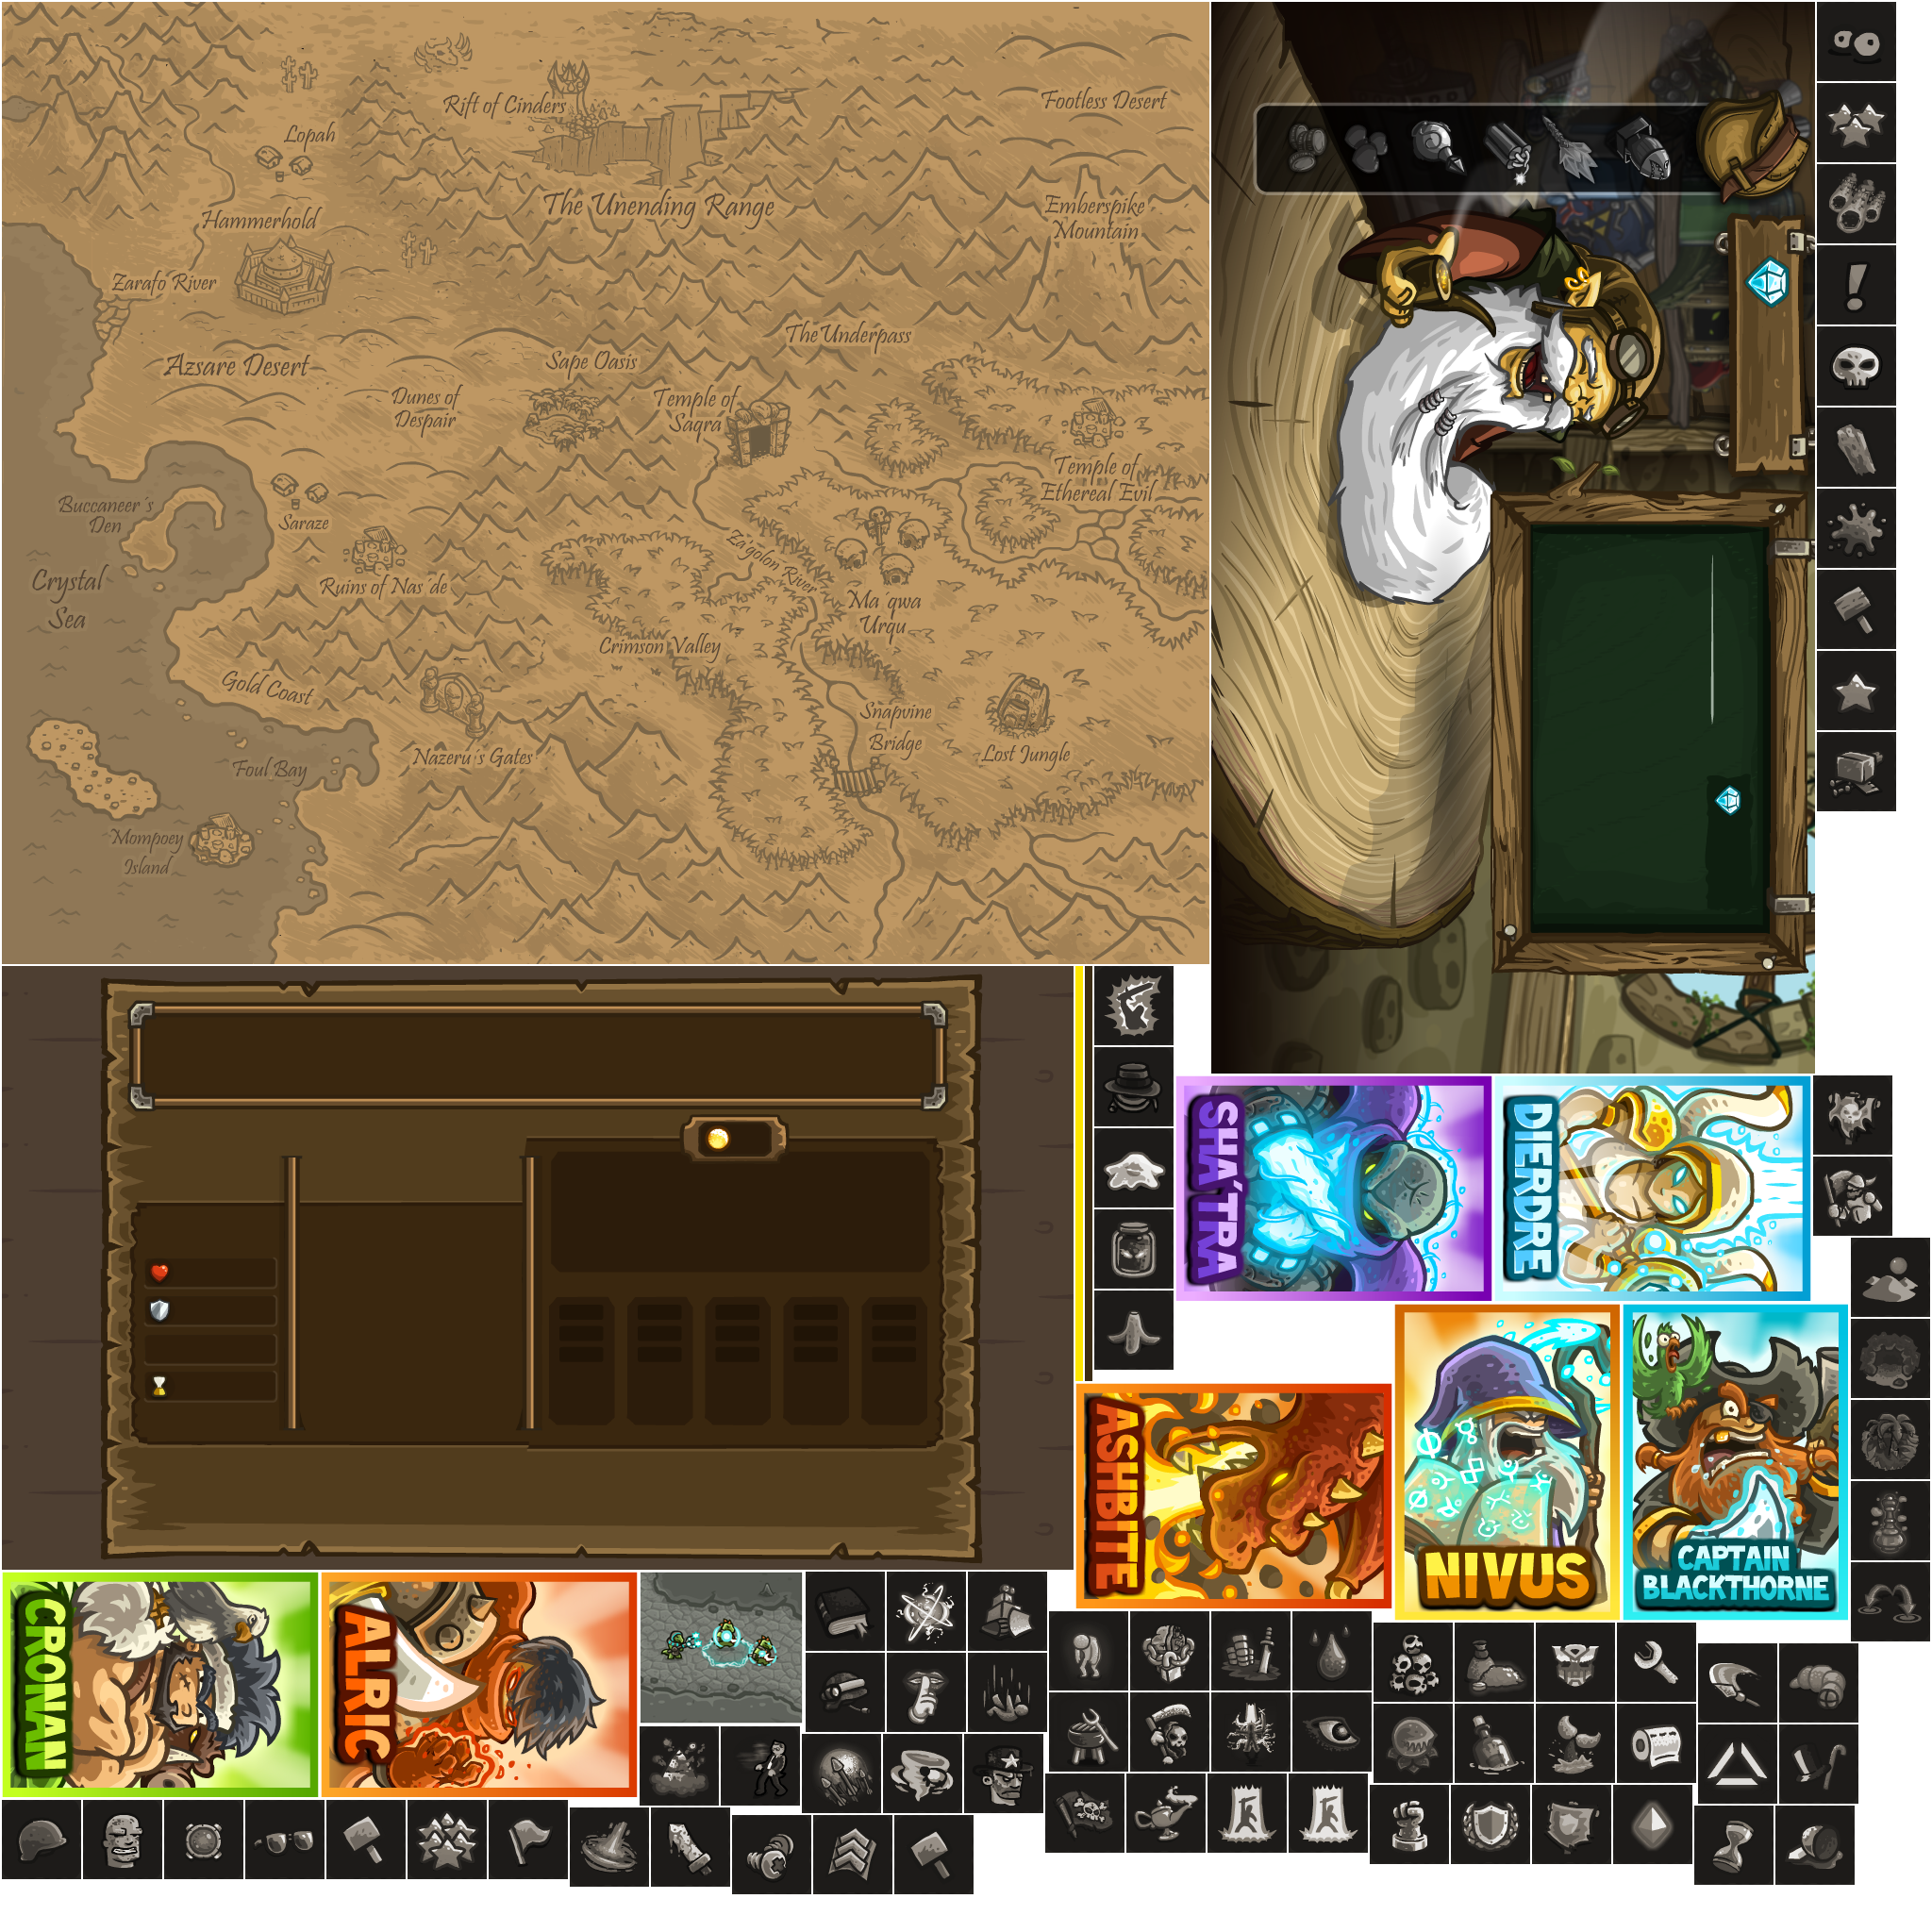 Rift of Cinders
Footless Desert
Lopah
The Unending Range
Emberspike
Mountain
Hammerhold
Zarafo River
The Underpass
Azsare Desert
Sape Oasis
Dunes of
Despair
Temple of
Saqra
Temple of
Ethereal Evil
Buccaneer´s
Den
Saraze
Za´golon River
Crystal
Sea
Ruins of Nas´de
Ma´qwa
Urqu
Crimson Valley
Gold Coast
Snapvine
Bridge
Nazeru´s Gates
Lost Jungle
Foul Bay
Mompoey
Island
SHA´TRA
DIERDRE
ASHBITE
NIVUS
CAPTAIN
BLACKTHORNE
CRONAN
ALRIC